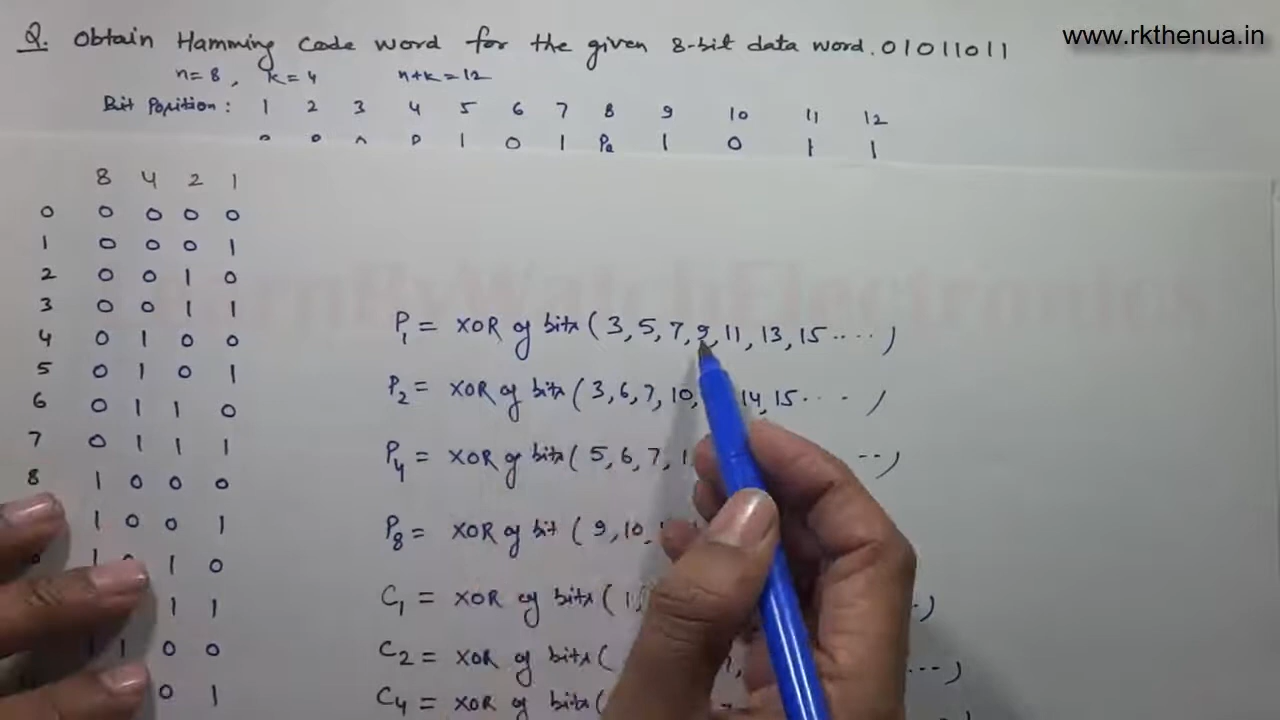 www.rkthenua.in
Q. Obtain Hamming Code word for the given 8-bit data word. 01011011
n=8, k=4 n+k=12
Bit Position: 1 2 3 4 5 6 7 8 9 10 11 12
1 0 1 1 0 1 1
8 4 2 1
0 0 0 0 0
1 0 0 0 1
2 0 0 1 0
3 0 0 1 1
4 0 1 0 0
5 0 1 0 1
6 0 1 1 0
7 0 1 1 1
8 1 0 0 0
1 0 0 1
1 0 1 0
1 1
1 1 0 0
0 1
P1 = XOR of bits (3, 5, 7, 9, 11, 13, 15 ....)
P2 = XOR of bits (3, 6, 7, 10, 14, 15 ....)
P4 = XOR of bits (5, 6, 7, --)
P8 = XOR of bit (9, 10,
C1 = XOR of bits (1, )
C2 = XOR of bits ( ...)
C4 = XOR of bits (